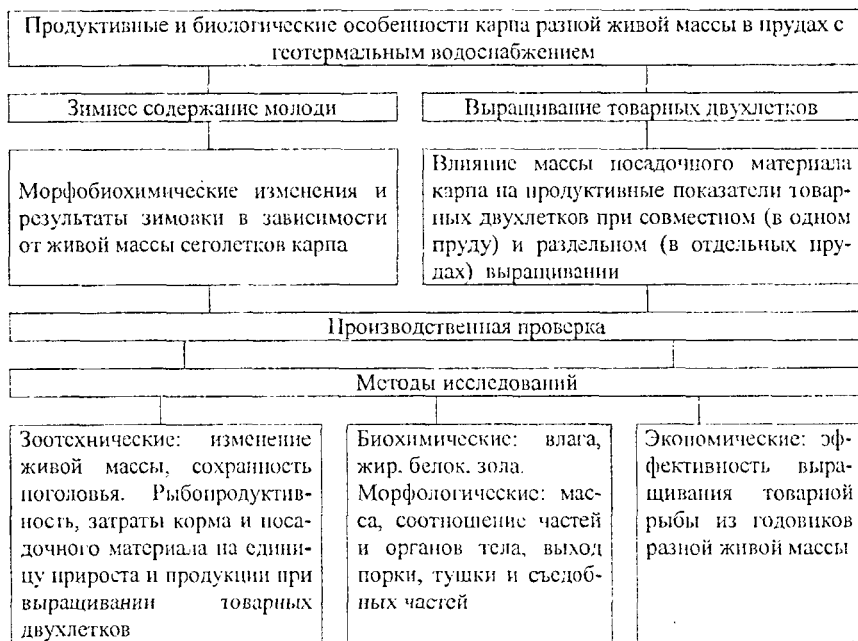 Продуктивные и биологические особенности карпа разной живой массы в прудах с
геотермальным водоснабжением
Зимнее содержание молоди
Выращивание товарных двухлетков
Морфобиохимические изменения и
результаты зимовки в зависимости
от живой массы сеголетков карпа
Влияние массы посадочного материала
карпа на продуктивные показатели товар-
ных двухлетков при совместном (в одном
пруду) и раздельном (в отдельных пру-
дах) выращивании
Производственная проверка
Методы исследований
Зоотехнические: изменение
живой массы, сохранность
поголовья. Рыбопродуктив-
ность, затраты корма и поса-
дочного материала на едини-
цу прироста и продукции при
выращивании товарных
двухлетков
Биохимические: влага,
жир. белок. зола.
Морфологические: мас-
са, соотношение частей
и органов тела, выход
порки, тушки и съедоб-
ных частей
Экономические: эф-
фективность выра-
щивания товарной
рыбы из годовиков
разной живой массы